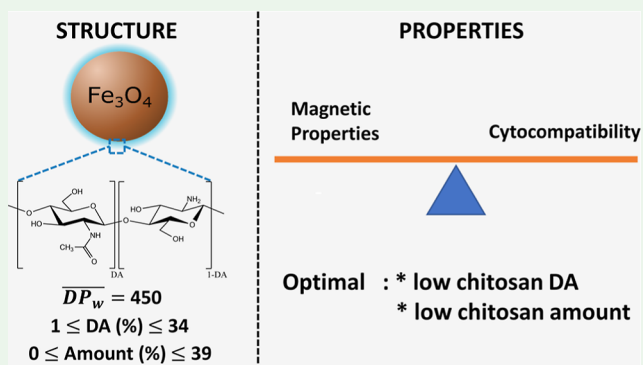 STRUCTURE
Fe₃O₄
OH
O
HO
O
NH
CH₃
O
DA
NH₂
HO
O
O
OH
1-DA
DPw = 450
1 ≤ DA (%) ≤ 34
0 ≤ Amount (%) ≤ 39
PROPERTIES
Magnetic
Properties
Cytocompatibility
Optimal : * low chitosan DA
* low chitosan amount